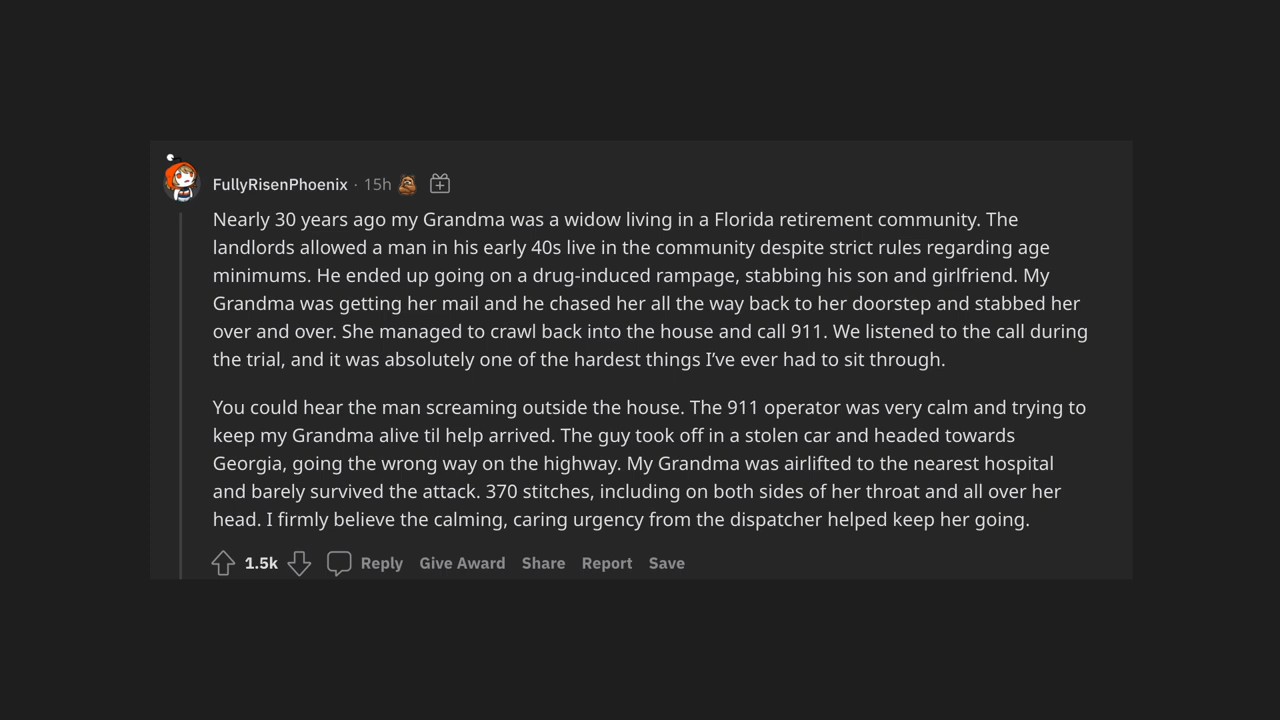 FullyRisenPhoenix · 15h
Nearly 30 years ago my Grandma was a widow living in a Florida retirement community. The
landlords allowed a man in his early 40s live in the community despite strict rules regarding age
minimums. He ended up going on a drug-induced rampage, stabbing his son and girlfriend. My
Grandma was getting her mail and he chased her all the way back to her doorstep and stabbed her
over and over. She managed to crawl back into the house and call 911. We listened to the call during
the trial, and it was absolutely one of the hardest things I’ve ever had to sit through.
You could hear the man screaming outside the house. The 911 operator was very calm and trying to
keep my Grandma alive til help arrived. The guy took off in a stolen car and headed towards
Georgia, going the wrong way on the highway. My Grandma was airlifted to the nearest hospital
and barely survived the attack. 370 stitches, including on both sides of her throat and all over her
head. I firmly believe the calming, caring urgency from the dispatcher helped keep her going.
1.5k Reply Give Award Share Report Save